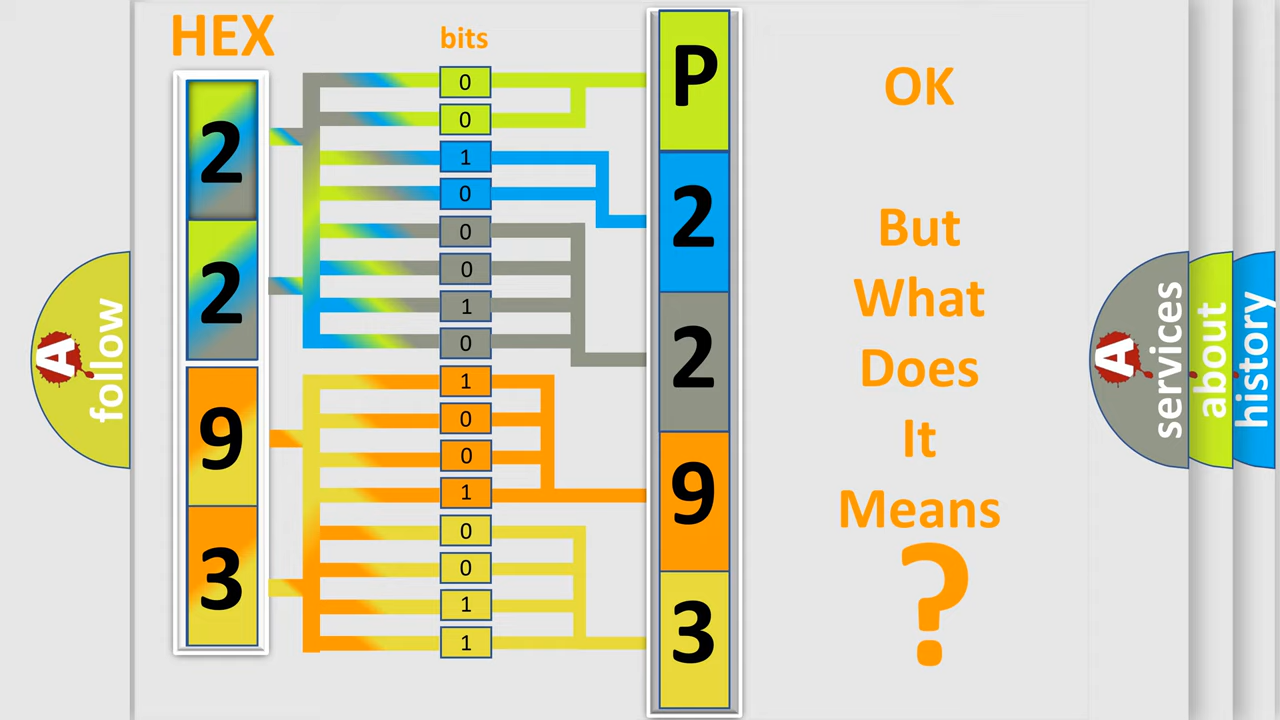 HEX
bits
2
2
9
3
0
0
1
0
0
0
1
0
1
0
0
1
0
0
1
1
P
2
2
9
3
OK
But
What
Does
It
Means
?
A
follow
A
services
about
history